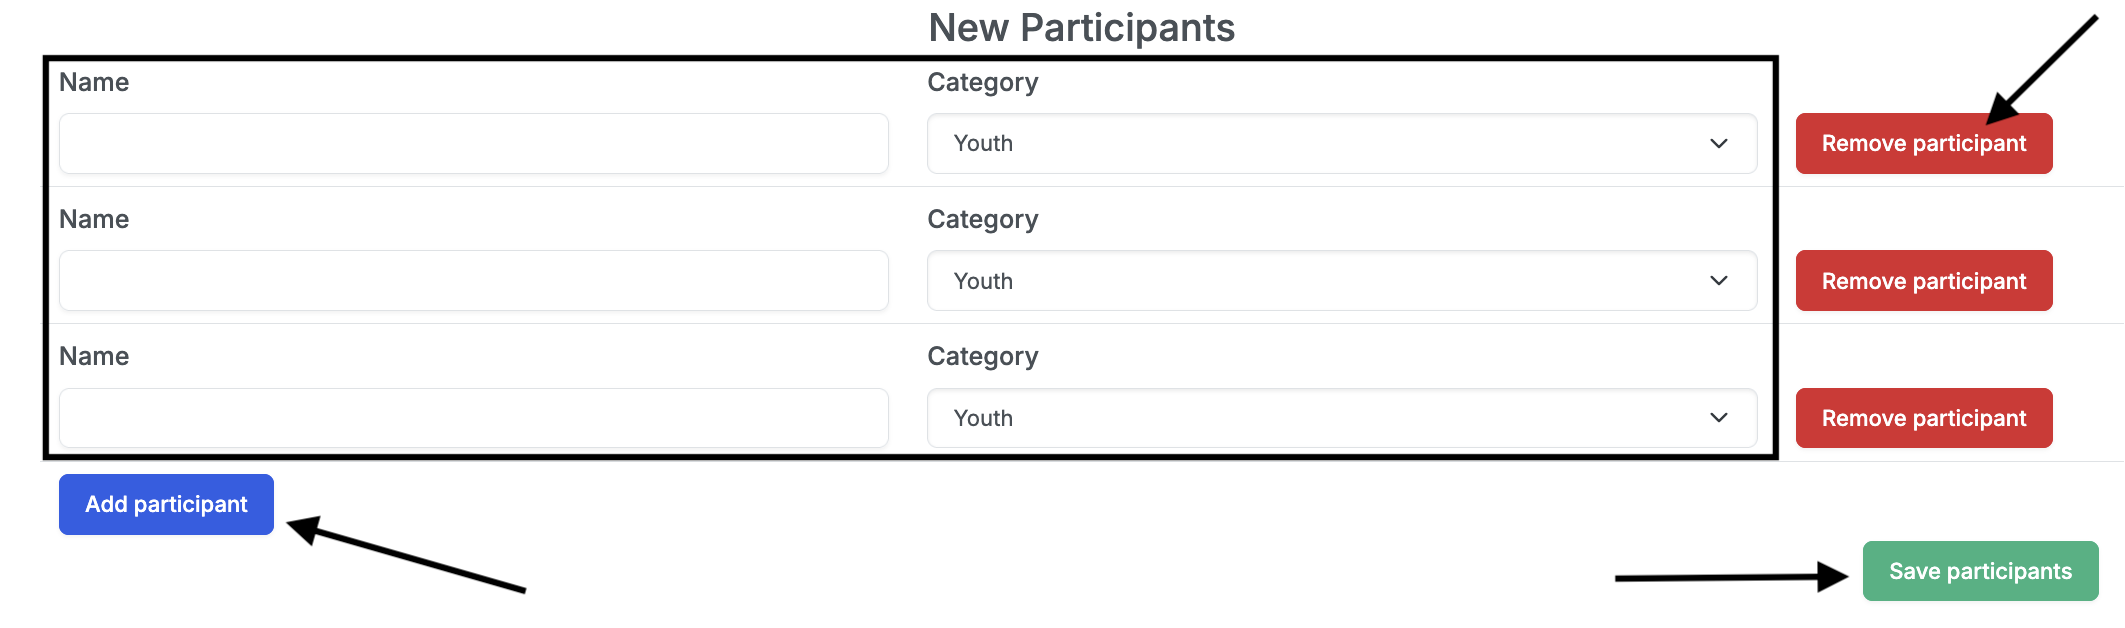 New Participants
Name Category
Youth Remove participant
Name Category
Youth Remove participant
Name Category
Youth Remove participant
Add participant
Save participants